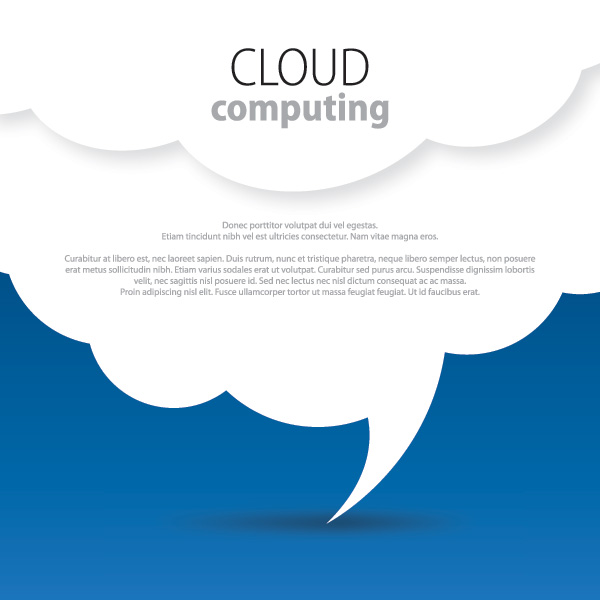 CLOUD
computing
Donec porttitor volutpat dui vel egestas.
Etiam tincidunt nibh vel est ultricies consectetur. Nam vitae magna eros.
Curabitur at libero est, nec laoreet sapien. Duis rutrum, nunc et tristique pharetra, neque libero semper lectus, non posuere
erat metus sollicitudin nibh. Etiam varius sodales erat ut volutpat. Curabitur sed purus arcu. Suspendisse dignissim lobortis
velit, nec sagittis nisl posuere id. Sed nec lectus nec nisl dictum consequat ac ac massa.
Proin adipiscing nisl elit. Fusce ullamcorper tortor ut massa feugiat feugiat. Ut id faucibus erat.